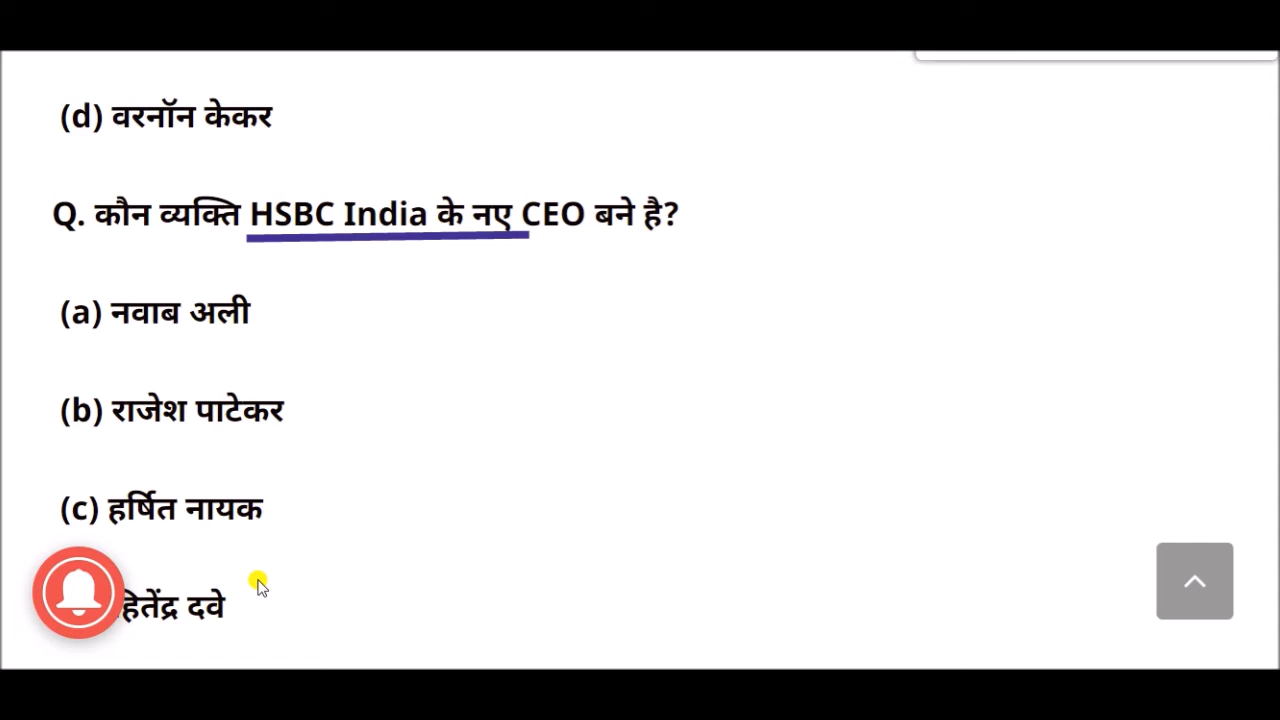 (d) वरनॉन केकर
Q. कौन व्यक्ति HSBC India के नए CEO बने है?
(a) नवाब अली
(b) राजेश पाटेकर
(c) हर्षित नायक
हितेंद्र दवे